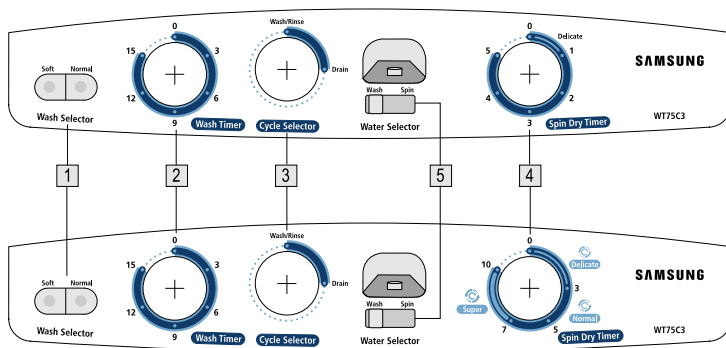 0
Wash/Rinse
0
Delicate
15
3
5
1
Soft Normal
Drain
SAMSUNG
12
6
Wash Spin
4
2
Wash Selector
9
Wash Timer
Cycle Selector
Water Selector
3
Spin Dry Timer
WT75C3
1
2
3
5
4
0
Wash/Rinse
0
Delicate
15
3
10
Soft Normal
Drain
3
SAMSUNG
12
6
Wash Spin
Super
Normal
7
5
Wash Selector
9
Wash Timer
Cycle Selector
Water Selector
Spin Dry Timer
WT75C3